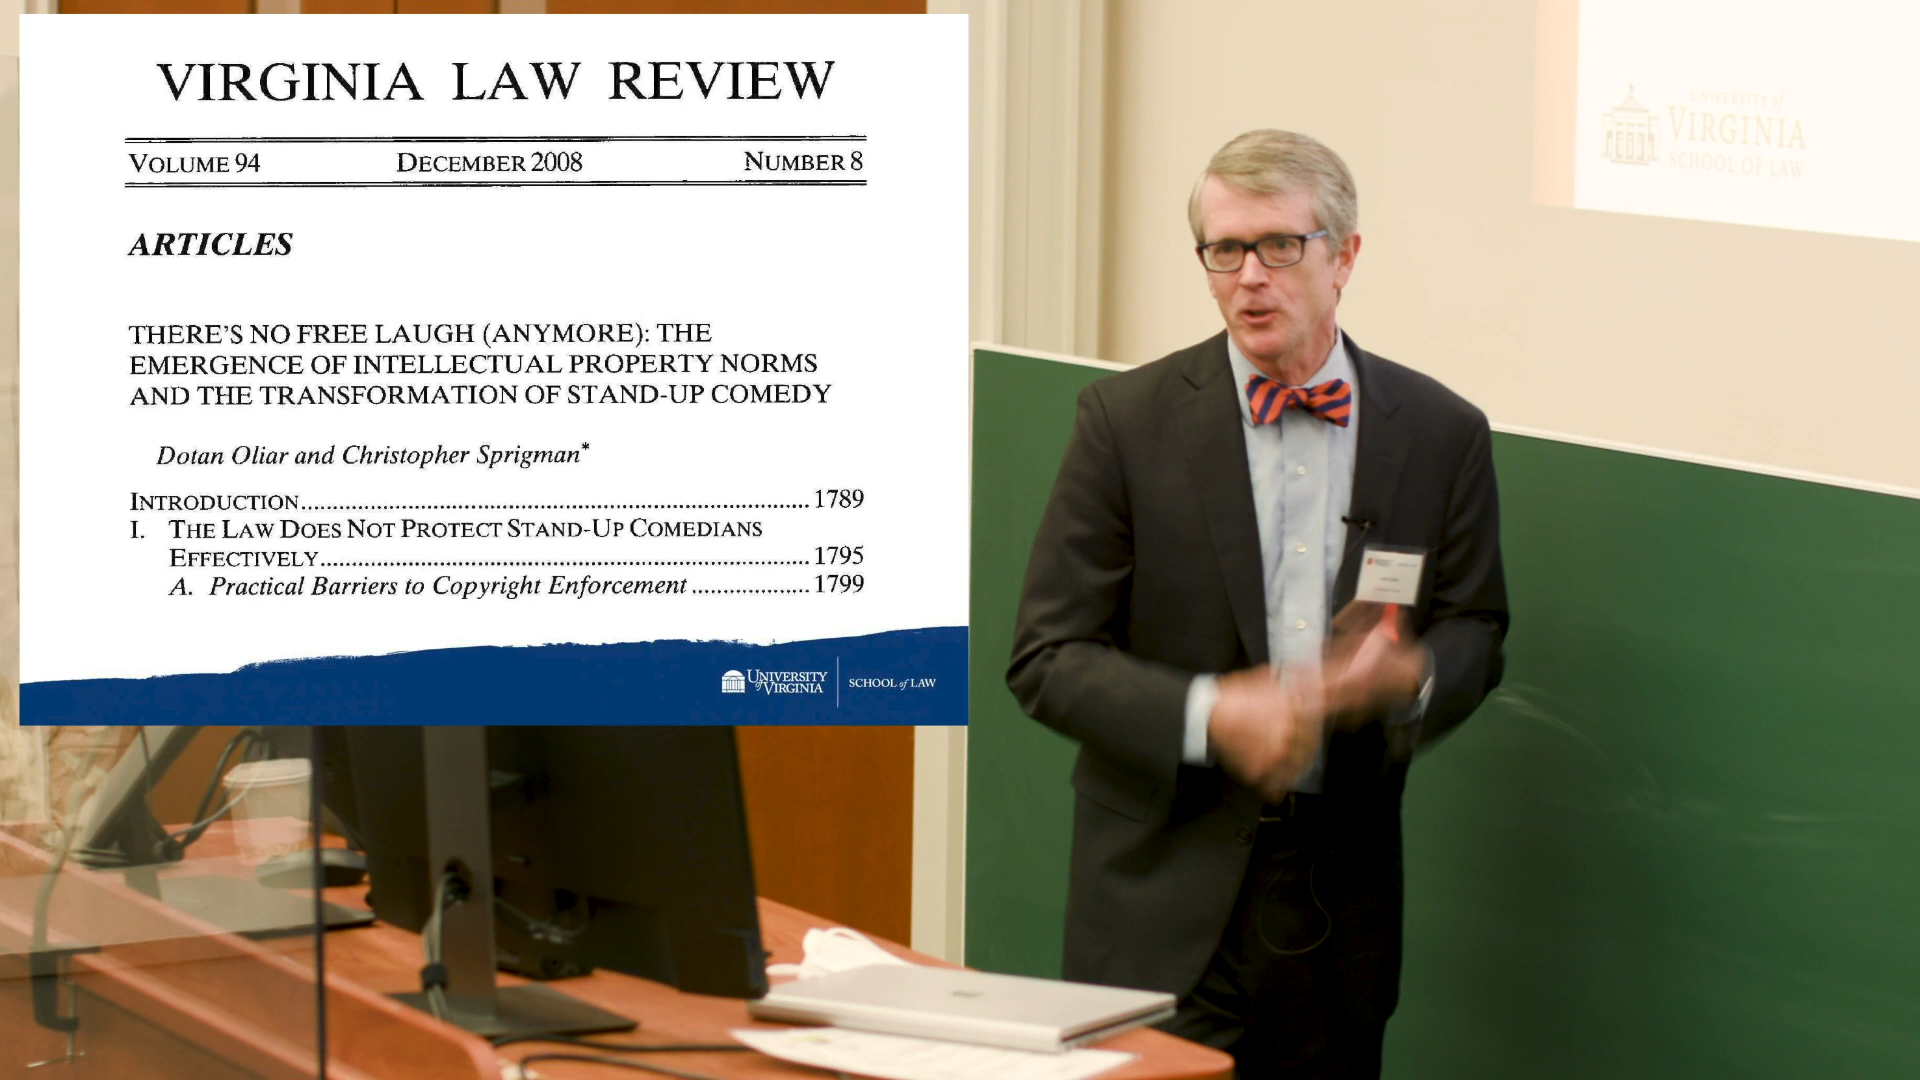 VIRGINIA LAW REVIEW
VOLUME 94 DECEMBER 2008 NUMBER 8
ARTICLES
THERE'S NO FREE LAUGH (ANYMORE): THE
EMERGENCE OF INTELLECTUAL PROPERTY NORMS
AND THE TRANSFORMATION OF STAND-UP COMEDY
Dotan Oliar and Christopher Sprigman*
INTRODUCTION.......................................................................................... 1789
I. THE LAW DOES NOT PROTECT STAND-UP COMEDIANS
EFFECTIVELY....................................................................................... 1795
A. Practical Barriers to Copyright Enforcement .................... 1799
UNIVERSITY of VIRGINIA SCHOOL of LAW
UNIVERSITY of
VIRGINIA
SCHOOL OF LAW